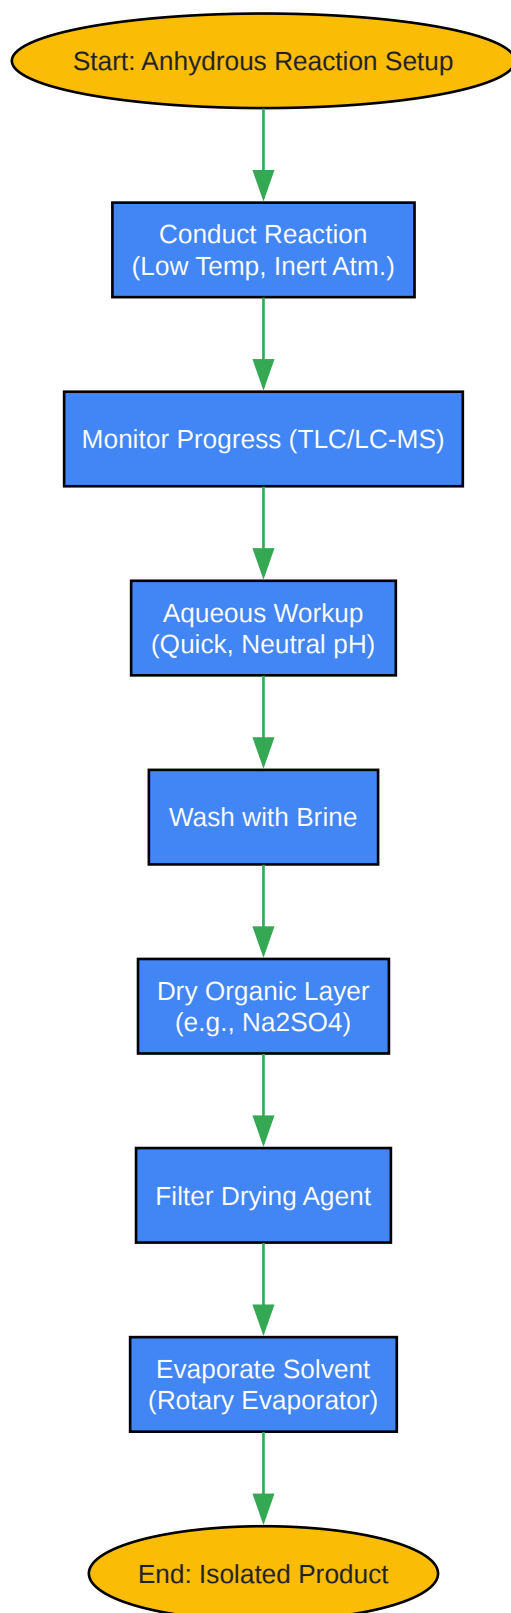 Start: Anhydrous Reaction Setup
Conduct Reaction
(Low Temp, Inert Atm.)
Monitor Progress (TLC/LC-MS)
Aqueous Workup
(Quick, Neutral pH)
Wash with Brine
Dry Organic Layer
(e.g., Na2SO4)
Filter Drying Agent
Evaporate Solvent
(Rotary Evaporator)
End: Isolated Product